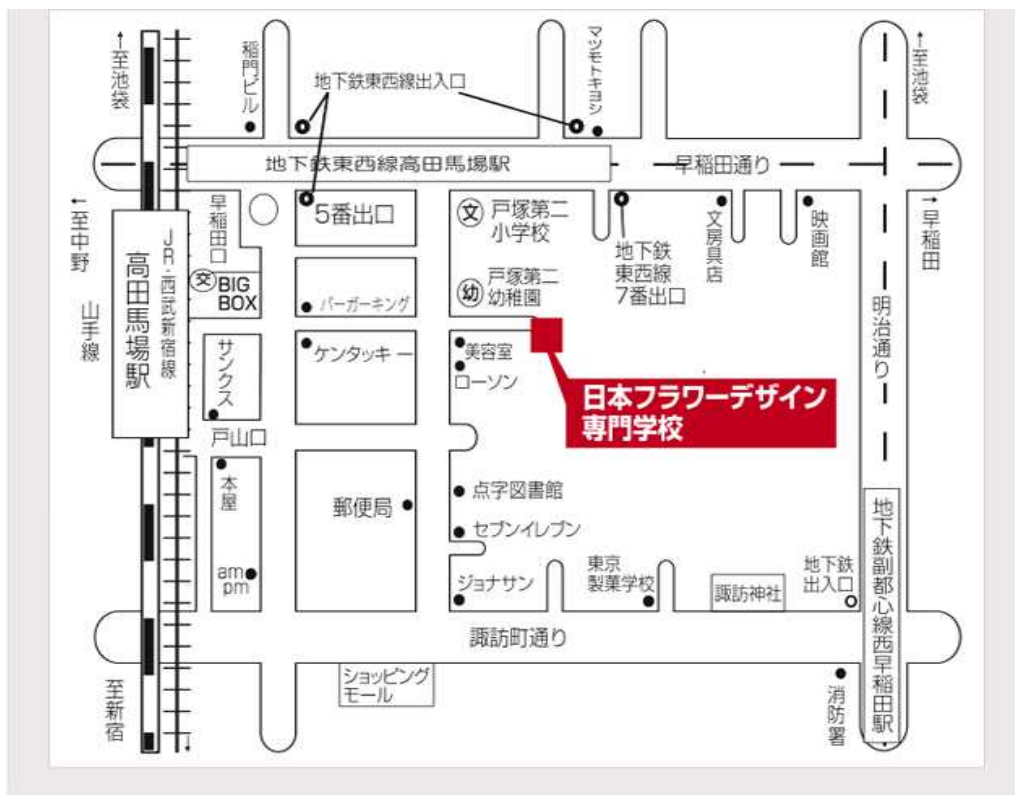 ←至池袋
稲門ビル
地下鉄東西線出入口
マツモトキヨシ
←至池袋
地下鉄東西線高田馬場駅
早稲田通り
←至中野
山手線
高田馬場駅
JR・西武新宿線
早稲田口
5番出口
文
戸塚第二
小学校
地下鉄
東西線
7番出口
文房具店
映画館
→早稲田
交
BIG
BOX
バーガーキング
幼
戸塚第二
幼稚園
明治通り
サンクス
ケンタッキー
美容室
ローソン
日本フラワーデザイン
専門学校
戸山口
本屋
am
pm
郵便局
点字図書館
セブンイレブン
ジョナサン
東京
製菓学校
諏訪神社
地下鉄
出入口
地下鉄副都心線西早稲田駅
諏訪町通り
至新宿
ショッピング
モール
消防署